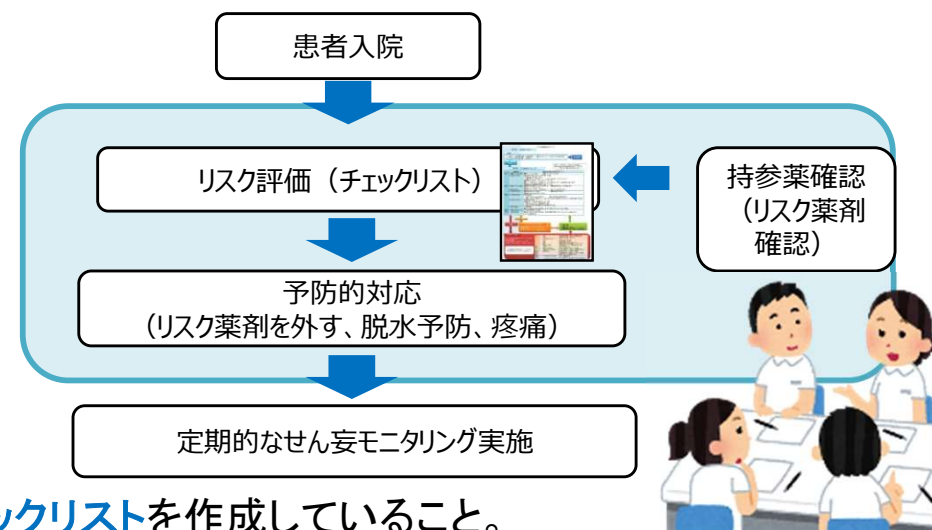 患者入院
リスク評価（チェックリスト）
持参薬確認
（リスク薬剤
確認）
予防的対応
（リスク薬剤を外す、脱水予防、疼痛）
定期的なせん妄モニタリング実施
ックリストを作成していること。